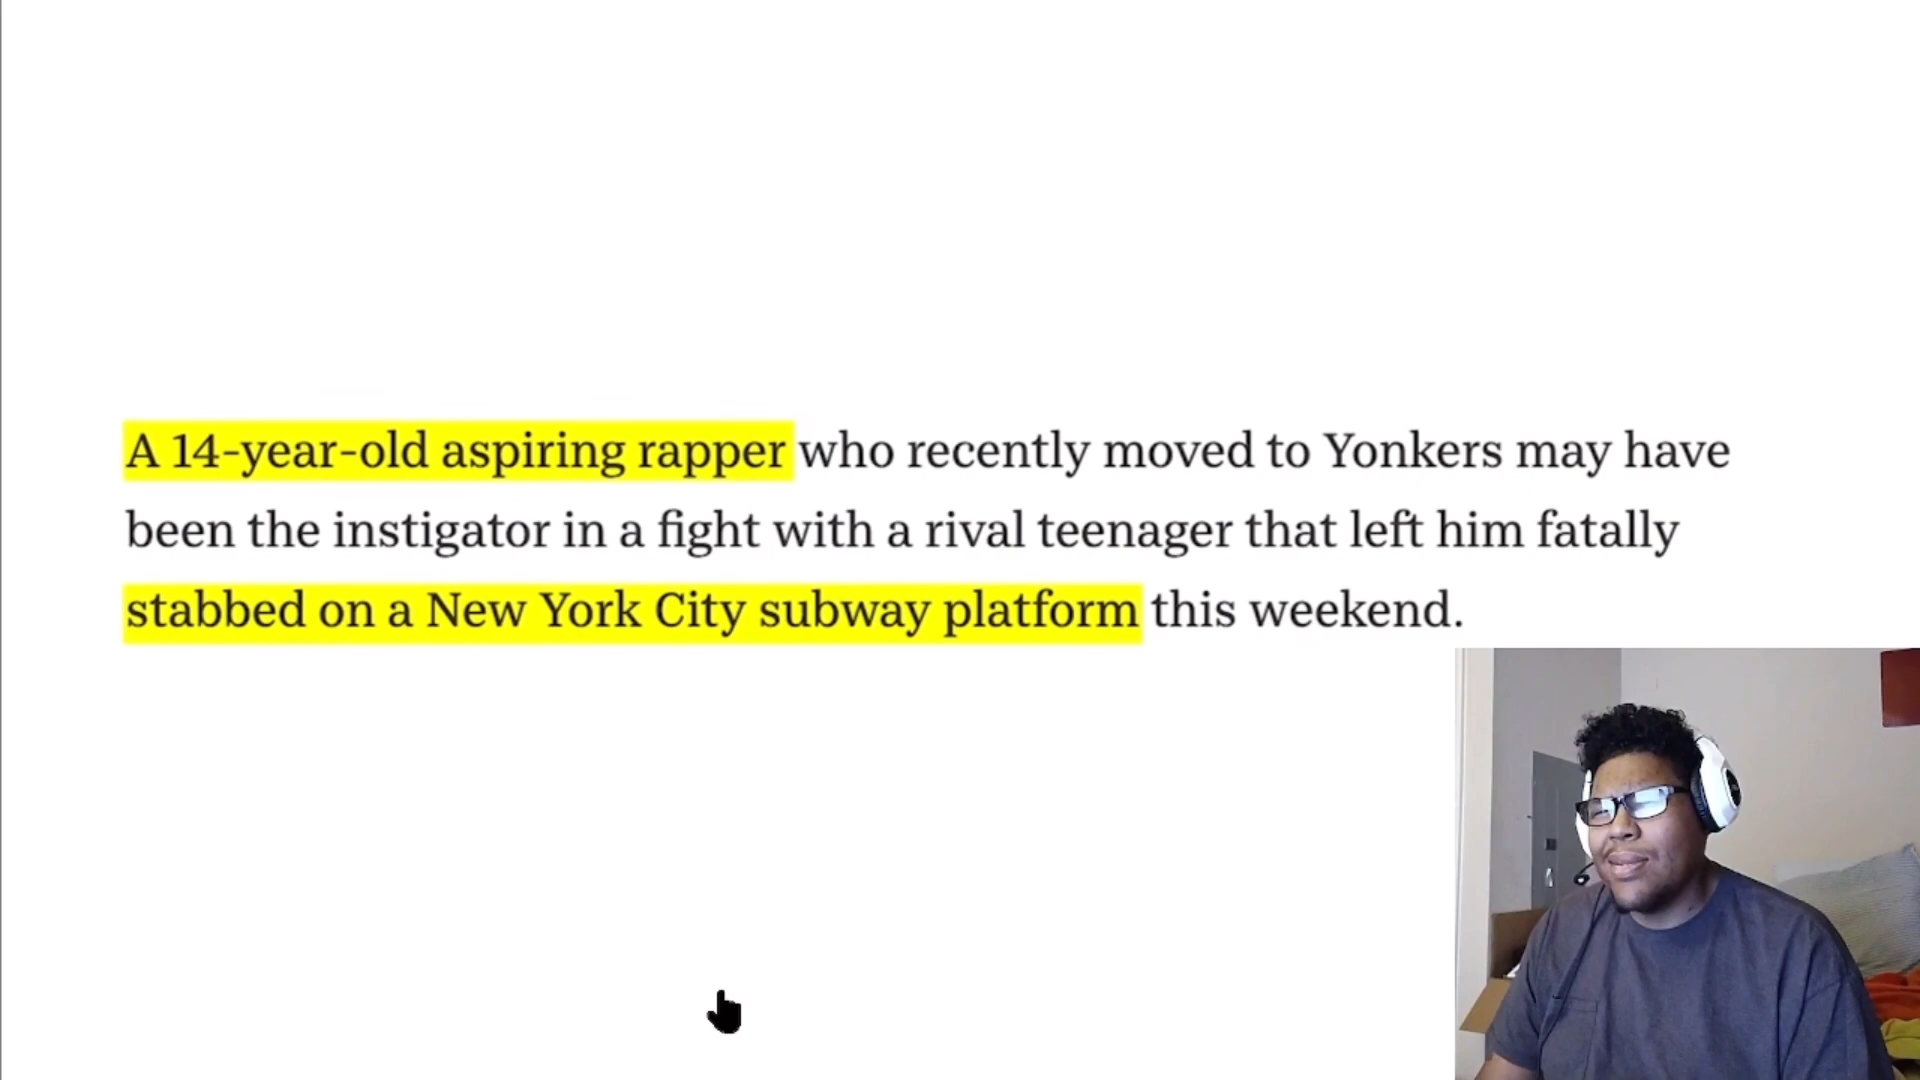 A 14-year-old aspiring rapper who recently moved to Yonkers may have
been the instigator in a fight with a rival teenager that left him fatally
stabbed on a New York City subway platform this weekend.